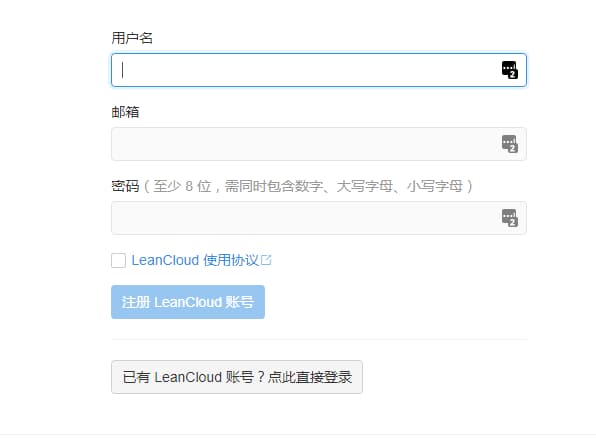 用户名
邮箱
密码（至少 8 位，需同时包含数字、大写字母、小写字母）
LeanCloud 使用协议
注册 LeanCloud 账号
已有 LeanCloud 账号？点此直接登录